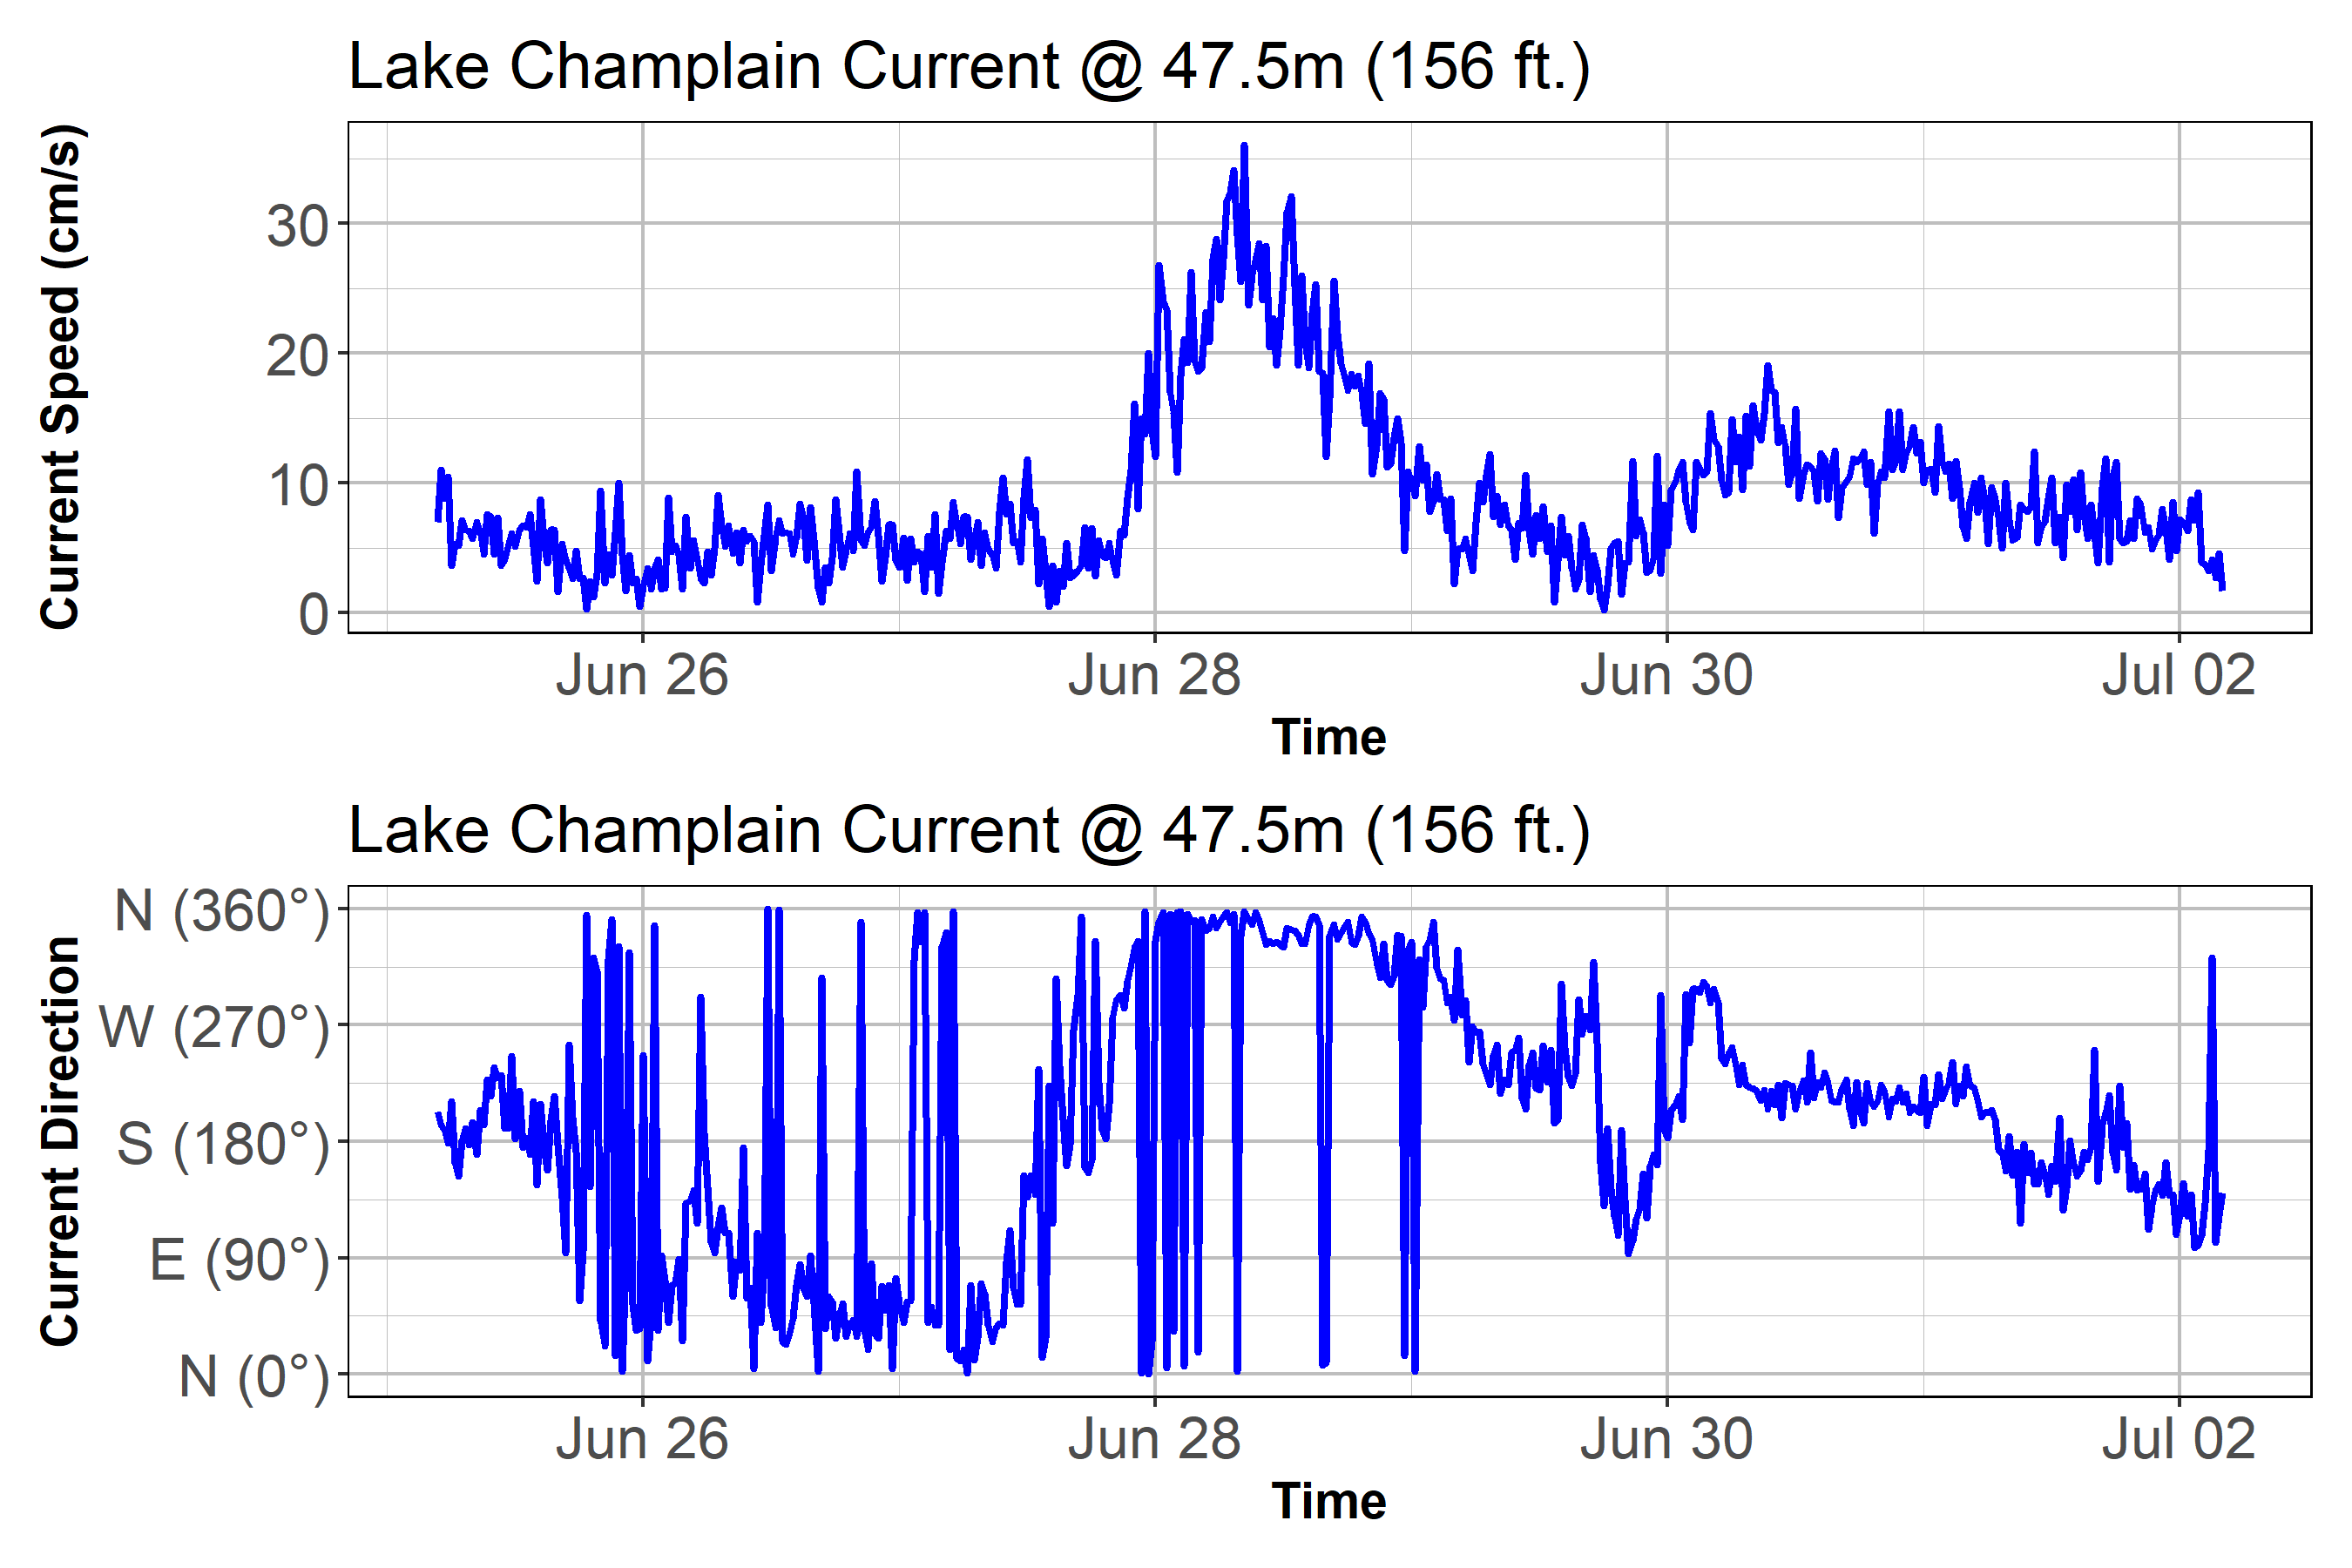 Lake Champlain Current @ 47.5m (156 ft.)
Current Speed (cm/s)
30
20
10
0
Jun 26 Jun 28 Jun 30 Jul 02
Time
Lake Champlain Current @ 47.5m (156 ft.)
Current Direction
N (360°)
W (270°)
S (180°)
E (90°)
N (0°)
Jun 26 Jun 28 Jun 30 Jul 02
Time